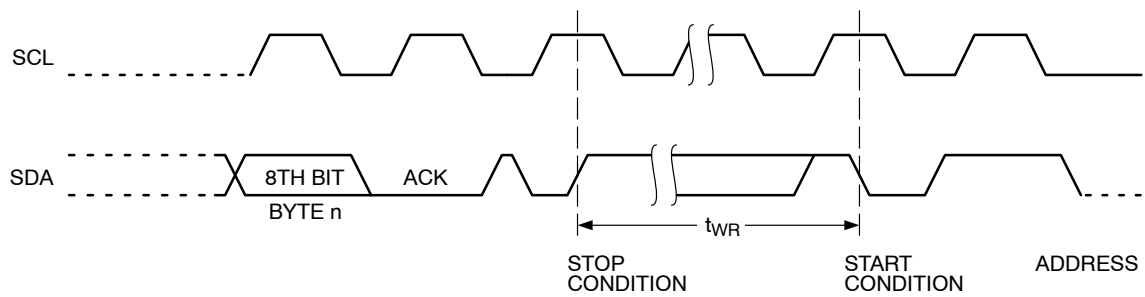 SCL
SDA
8TH BIT
ACK
BYTE n
tWR
STOP
CONDITION
START
CONDITION
ADDRESS